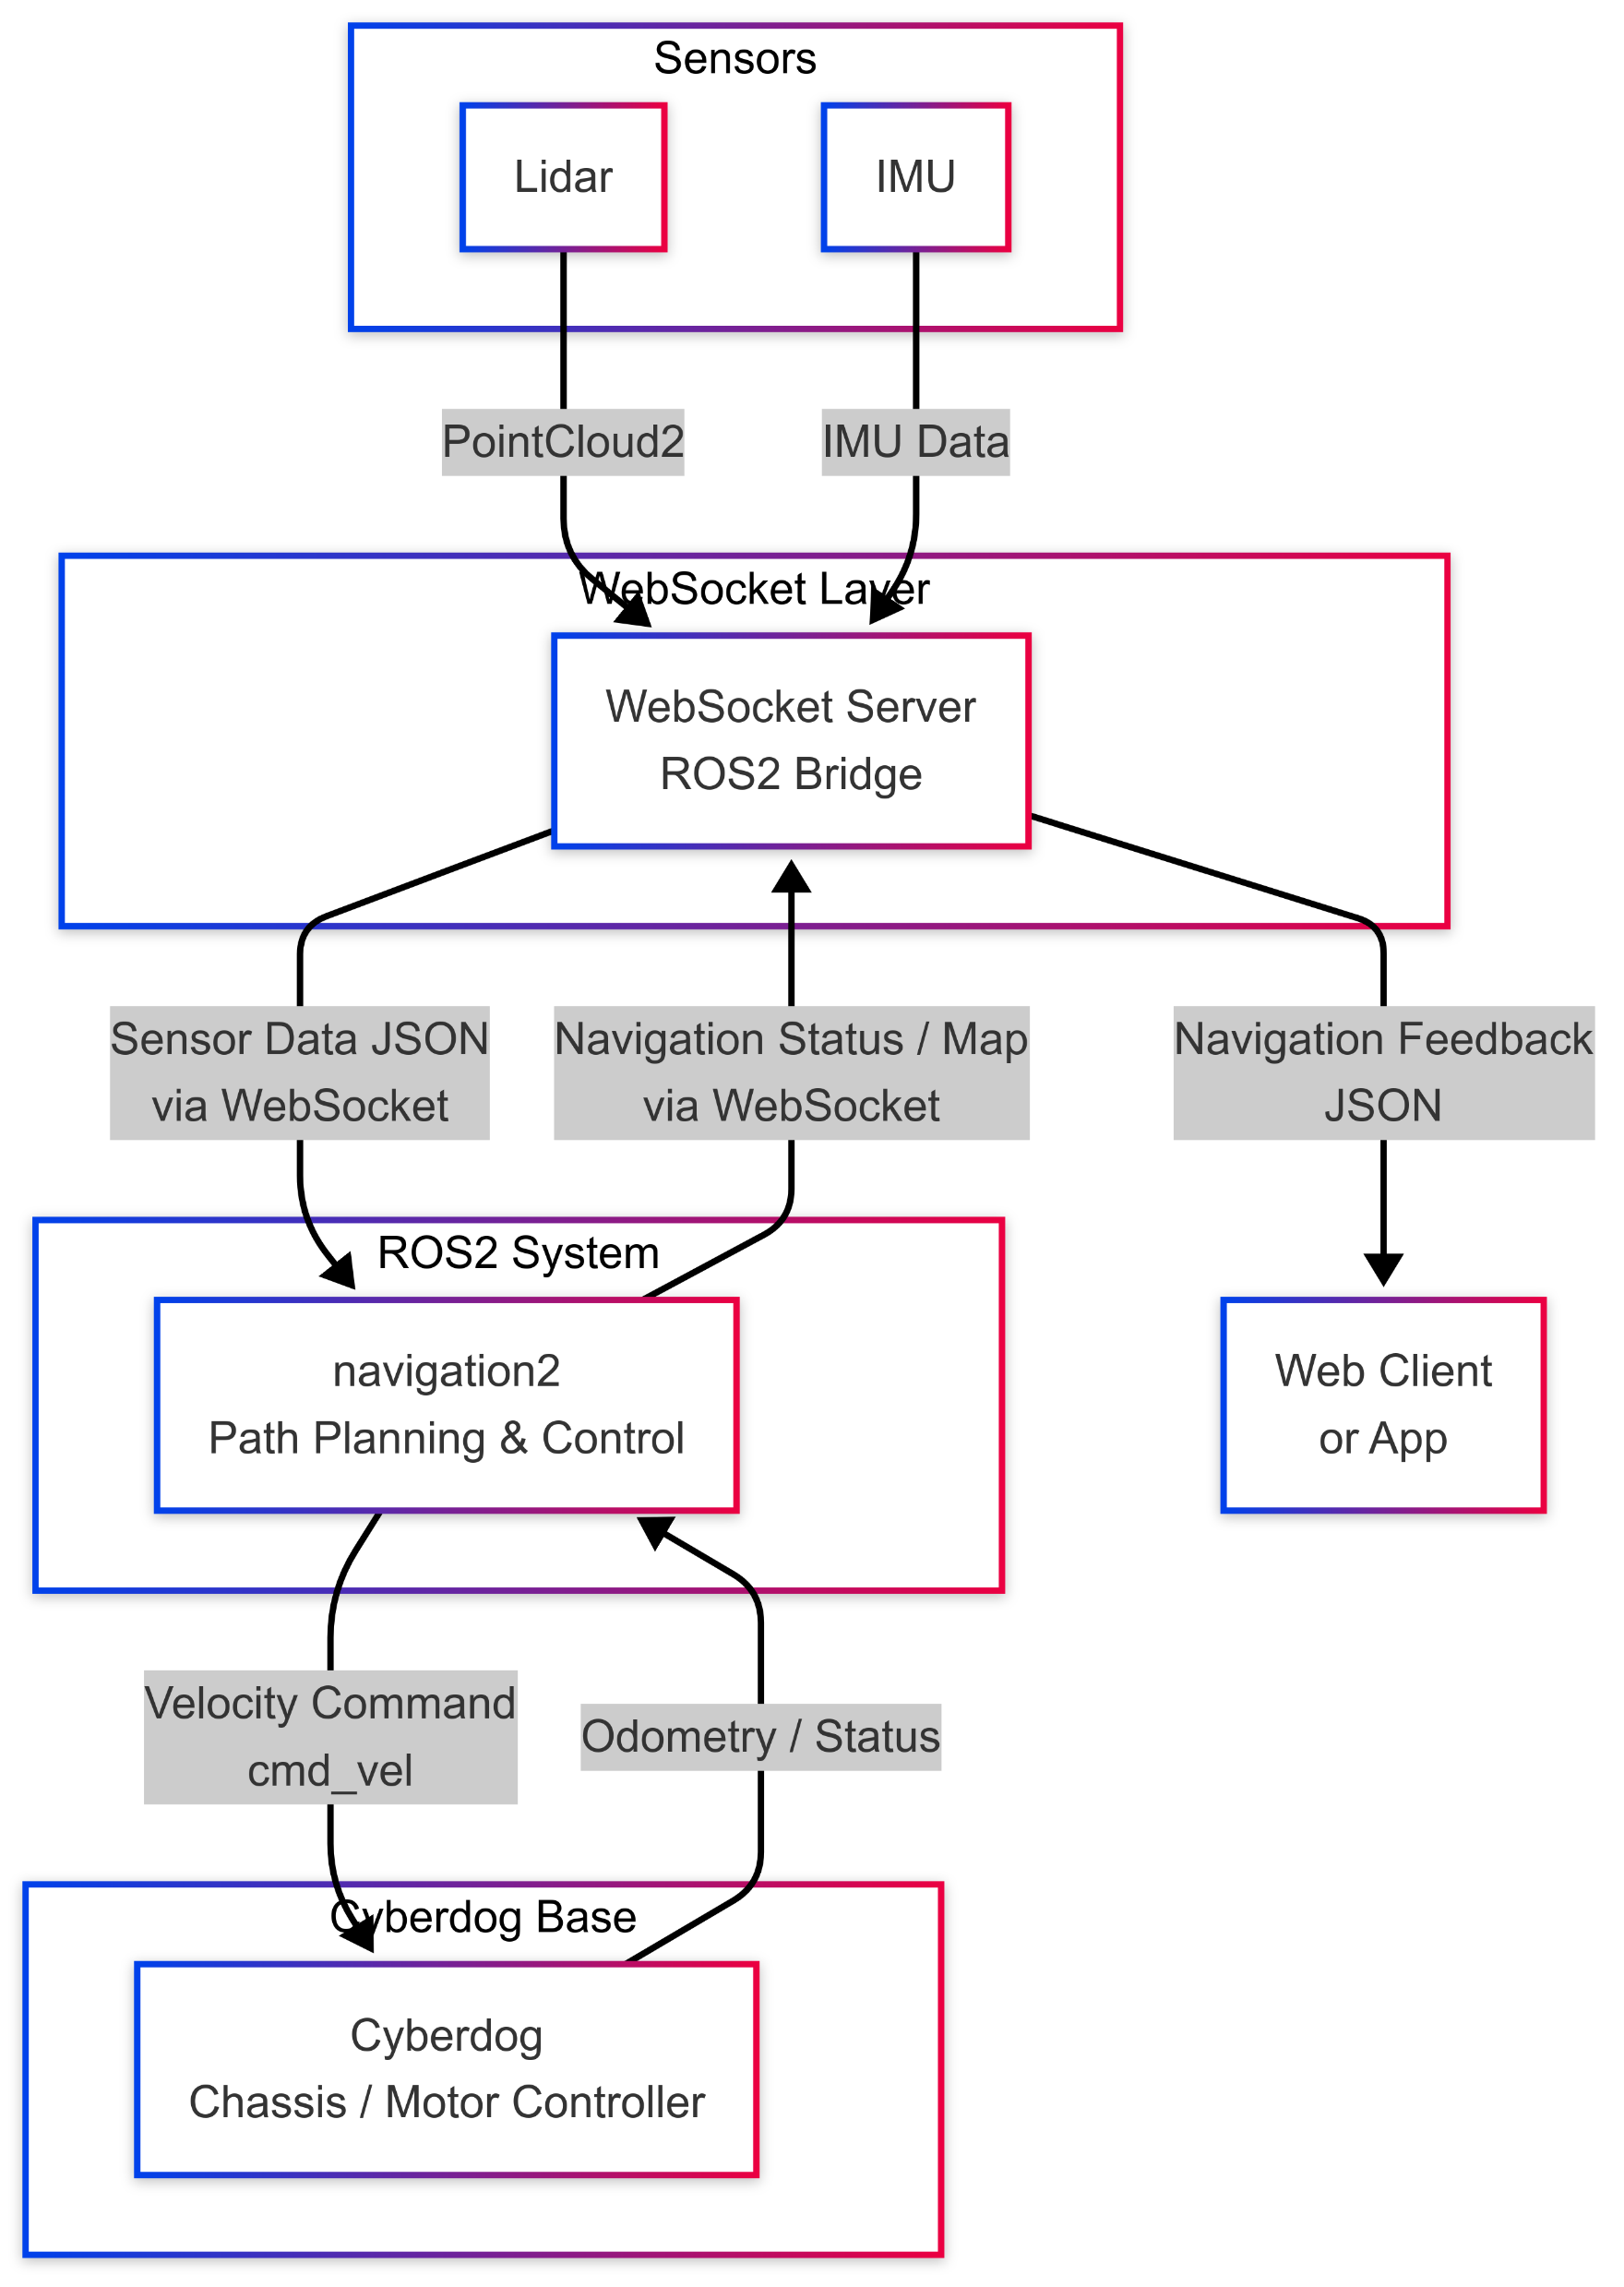 Sensors
Lidar
IMU
PointCloud2
IMU Data
WebSocket Layer
WebSocket Server
ROS2 Bridge
Sensor Data JSON
via WebSocket
Navigation Status / Map
via WebSocket
Navigation Feedback
JSON
ROS2 System
navigation2
Path Planning & Control
Web Client
or App
Velocity Command
cmd_vel
Odometry / Status
Cyberdog Base
Cyberdog
Chassis / Motor Controller